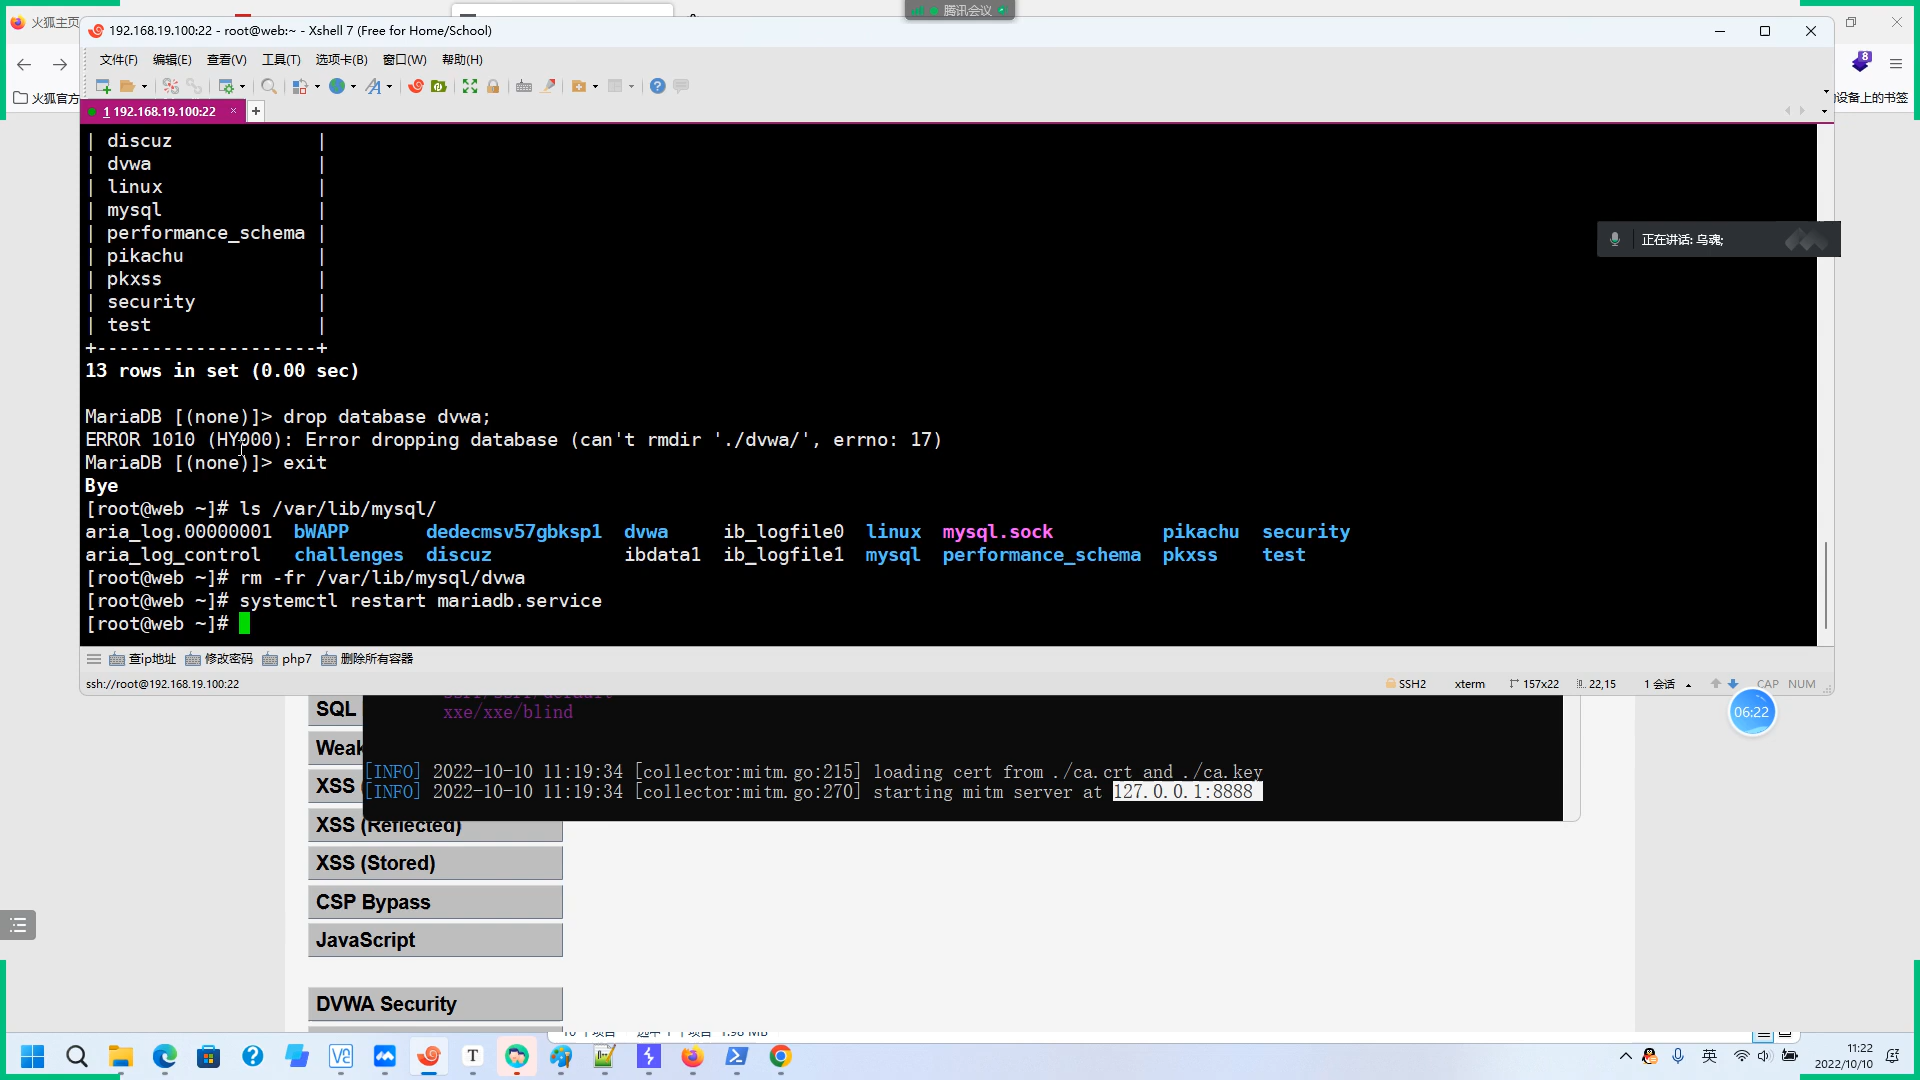 腾讯会议
火狐主页
192.168.19.100:22 - root@web:~ - Xshell 7 (Free for Home/School)
文件(F) 编辑(E) 查看(V) 工具(T) 选项卡(B) 窗口(W) 帮助(H)
8
火狐官方
设备上的书签
1 192.168.19.100:22 × +
| discuz |
| dvwa |
| linux |
| mysql |
| performance_schema |
| pikachu |
| pkxss |
| security |
| test |
+--------------------+
13 rows in set (0.00 sec)
正在讲话: 乌魂;
MariaDB [(none)]> drop database dvwa;
ERROR 1010 (HY000): Error dropping database (can't rmdir './dvwa/', errno: 17)
MariaDB [(none)]> exit
Bye
[root@web ~]# ls /var/lib/mysql/
aria_log.00000001 bWAPP dedecmsv57gbksp1 dvwa ib_logfile0 linux mysql.sock pikachu security
aria_log_control challenges discuz ibdata1 ib_logfile1 mysql performance_schema pkxss test
[root@web ~]# rm -fr /var/lib/mysql/dvwa
[root@web ~]# systemctl restart mariadb.service
[root@web ~]#
查ip地址 修改密码 php7 删除所有容器
ssh://root@192.168.19.100:22 SSH2 xterm 157x22 22,15 1 会话 CAP NUM
06:22
SQL
xxe/xxe/blind
Weak
XSS (
[INFO] 2022-10-10 11:19:34 [collector:mitm.go:215] loading cert from ./ca.crt and ./ca.key
[INFO] 2022-10-10 11:19:34 [collector:mitm.go:270] starting mitm server at 127.0.0.1:8888
XSS (Reflected)
XSS (Stored)
CSP Bypass
JavaScript
DVWA Security
英
11:22
2022/10/10